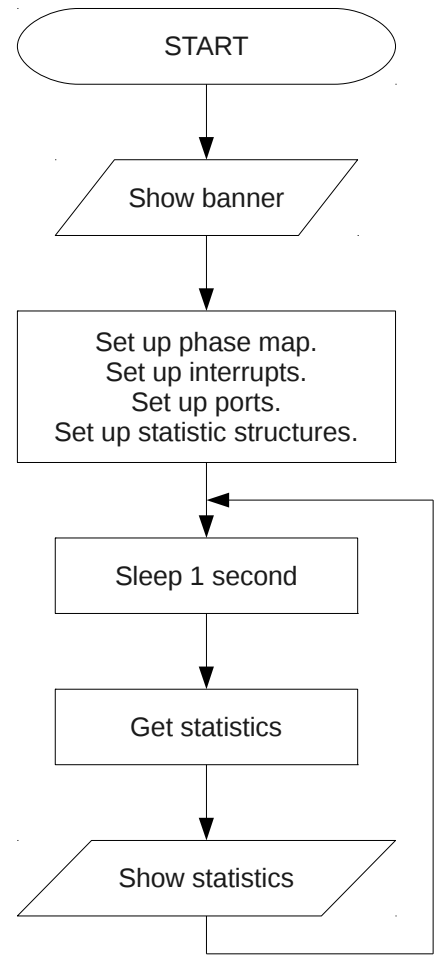 START
Show banner
Set up phase map.
Set up interrupts.
Set up ports.
Set up statistic structures.
Sleep 1 second
Get statistics
Show statistics